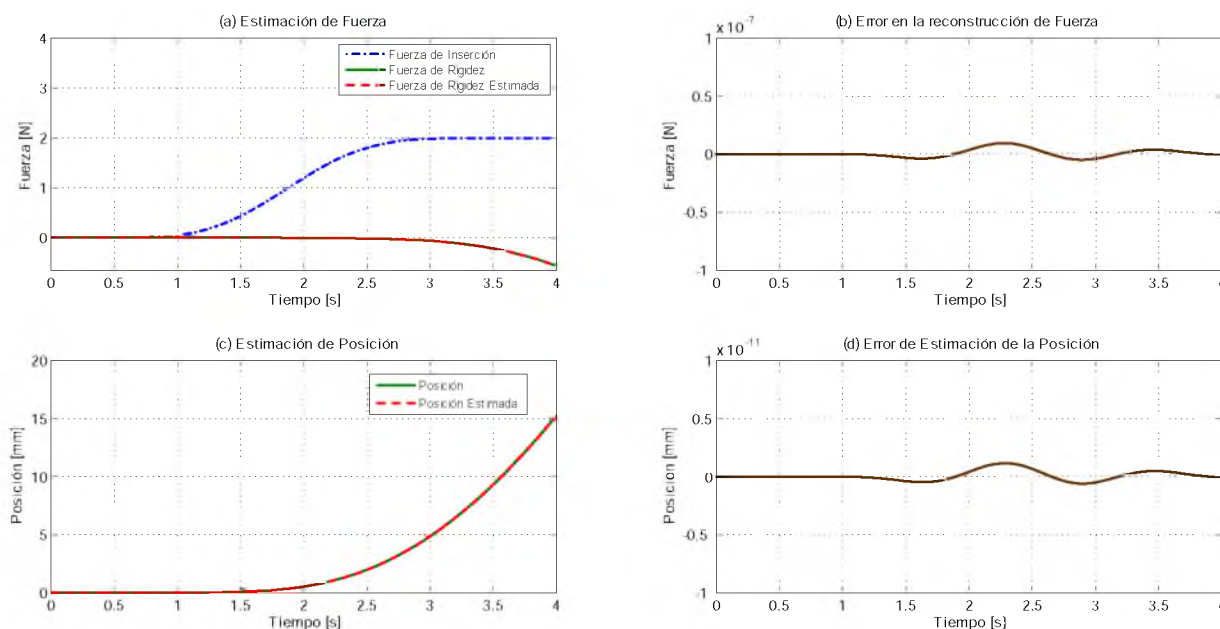 (a) Estimación de Fuerza
Fuerza [N]
4
3
2
1
0
Fuerza de Inserción
Fuerza de Rigidez
Fuerza de Rigidez Estimada
0 0.5 1 1.5 2 2.5 3 3.5 4
Tiempo [s]
(b) Error en la reconstrucción de Fuerza
x 10-7
Fuerza [N]
1
0.5
0
-0.5
-1
0 0.5 1 1.5 2 2.5 3 3.5 4
Tiempo [s]
(c) Estimación de Posición
Posición [mm]
20
15
10
5
0
Posición
Posición Estimada
0 0.5 1 1.5 2 2.5 3 3.5 4
Tiempo [s]
(d) Error de Estimación de la Posición
x 10-11
Posicion [mm]
1
0.5
0
-0.5
-1
0 0.5 1 1.5 2 2.5 3 3.5 4
Tiempo [s}